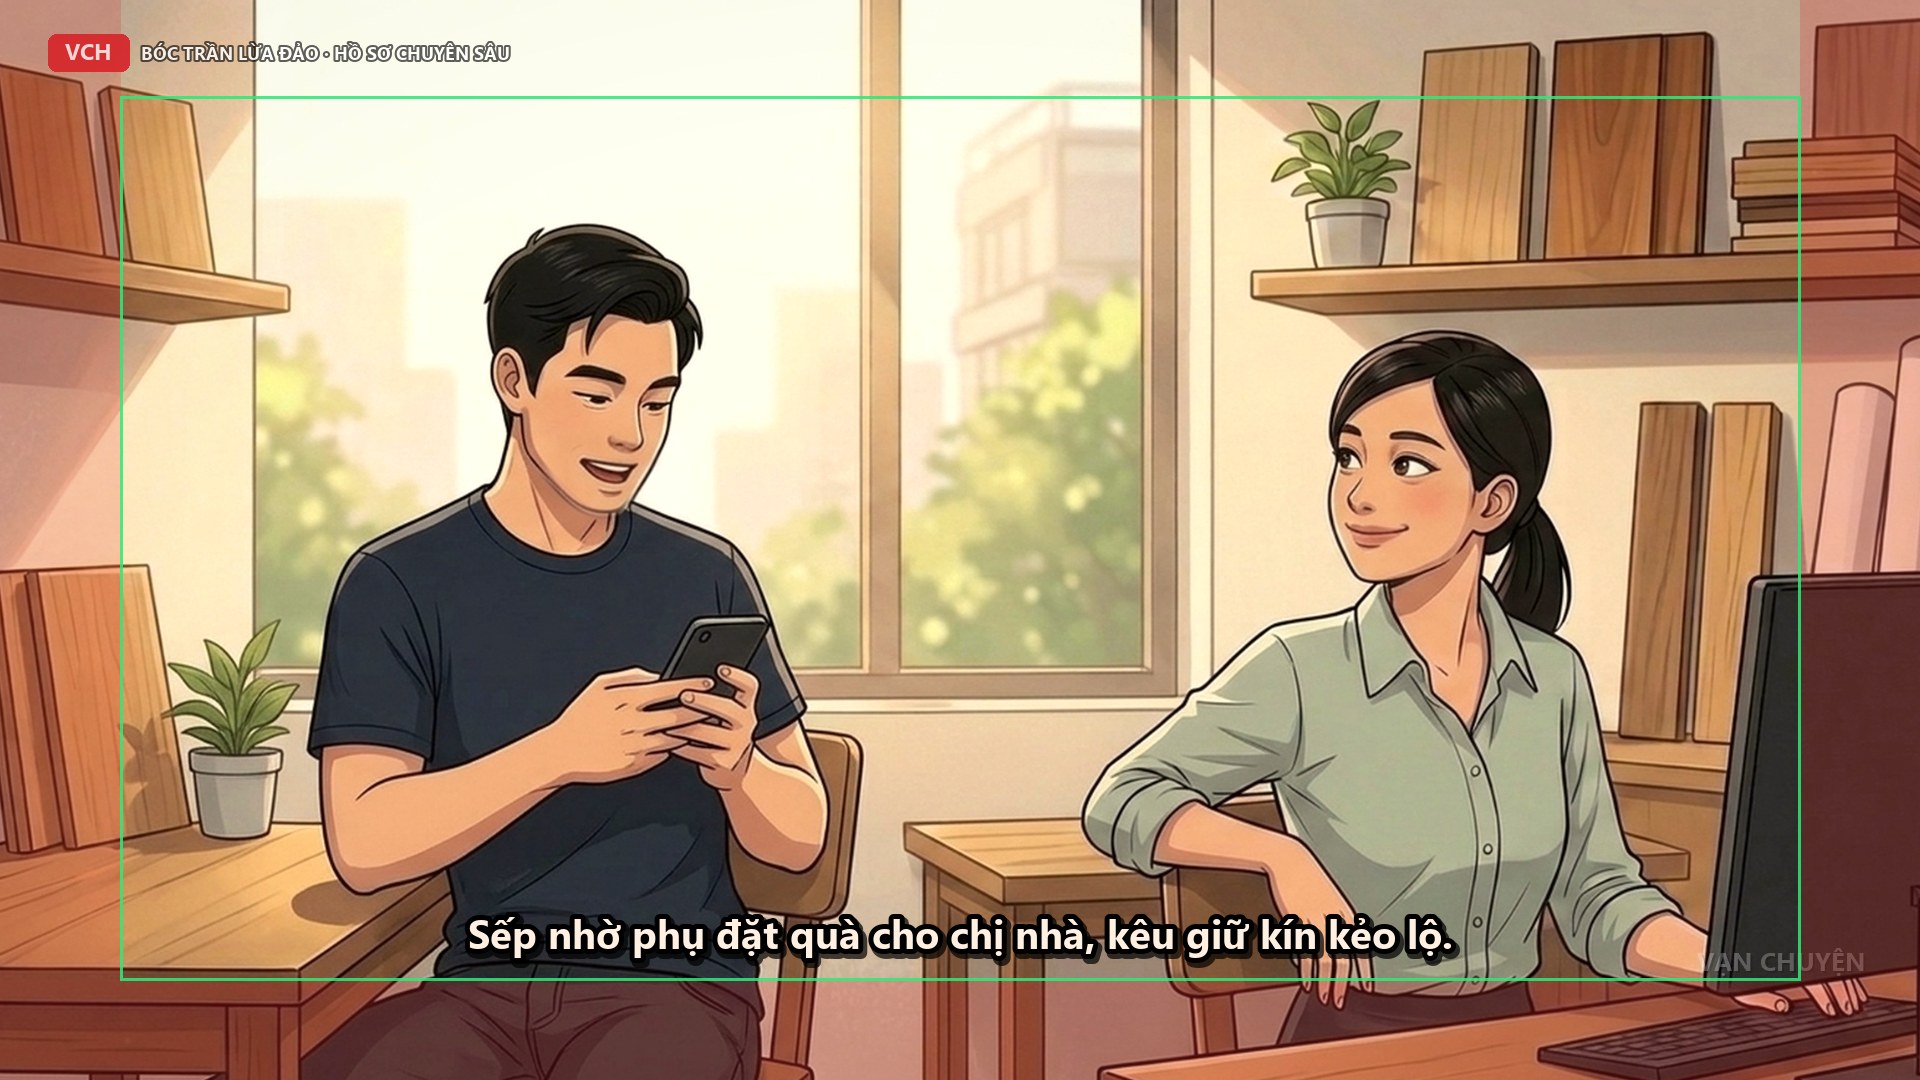 VCH BÓC TRẦN LỪA ĐẢO · HỒ SƠ CHUYÊN SÂU
Sếp nhờ phụ đặt quà cho chị nhà, kêu giữ kín kẻo lộ.
VẠN CHUYỆN